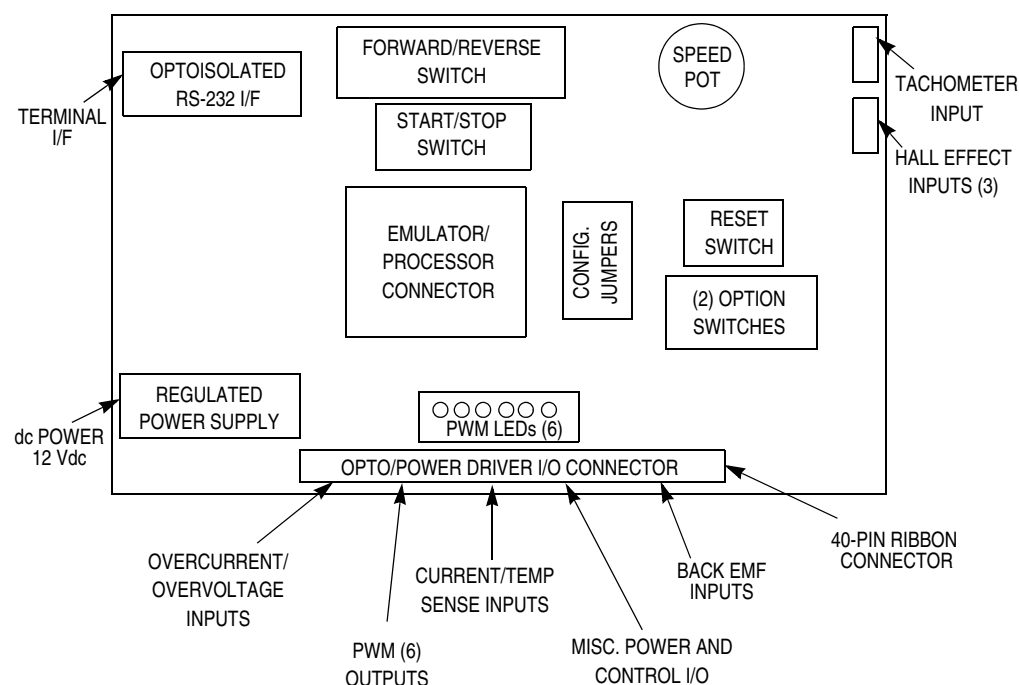 OPTOISOLATED
RS-232 I/F
FORWARD/REVERSE
SWITCH
SPEED
POT
TERMINAL
I/F
START/STOP
SWITCH
TACHOMETER
INPUT
HALL EFFECT
INPUTS (3)
EMULATOR/
PROCESSOR
CONNECTOR
CONFIG.
JUMPERS
RESET
SWITCH
(2) OPTION
SWITCHES
REGULATED
POWER SUPPLY
dc POWER
12 Vdc
PWM LEDs (6)
OPTO/POWER DRIVER I/O CONNECTOR
OVERCURRENT/
OVERVOLTAGE
INPUTS
PWM (6)
OUTPUTS
CURRENT/TEMP
SENSE INPUTS
MISC. POWER AND
CONTROL I/O
BACK EMF
INPUTS
40-PIN RIBBON
CONNECTOR